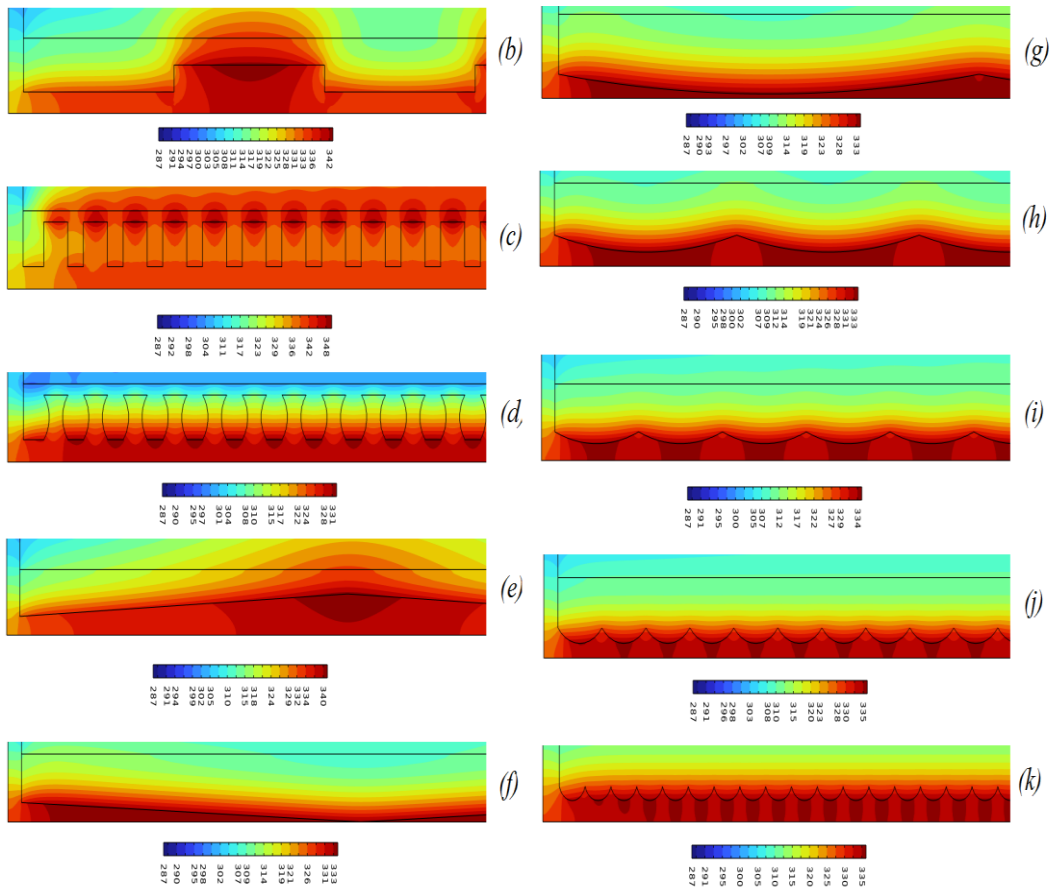 (b)
287 291 294 297 300 303 305 308 311 314 317 319 322 325 328 331 333 336 342
(c)
287 292 298 304 311 317 323 329 336 342 348
(d,
287 290 295 297 301 304 308 310 315 317 322 324 328 331
(e)
287 291 294 299 302 305 310 315 318 324 329 332 334 340
(f)
287 290 295 298 302 307 309 314 319 321 326 331 333
(g)
287 290 293 297 302 307 309 314 319 323 328 333
(h)
287 290 295 298 300 302 307 309 312 314 319 321 324 326 328 331 333
(i)
287 291 295 300 305 307 312 317 322 327 329 334
(j)
287 291 296 298 303 308 310 315 320 323 328 330 335
(k)
287 290 295 300 305 310 315 320 325 330 335